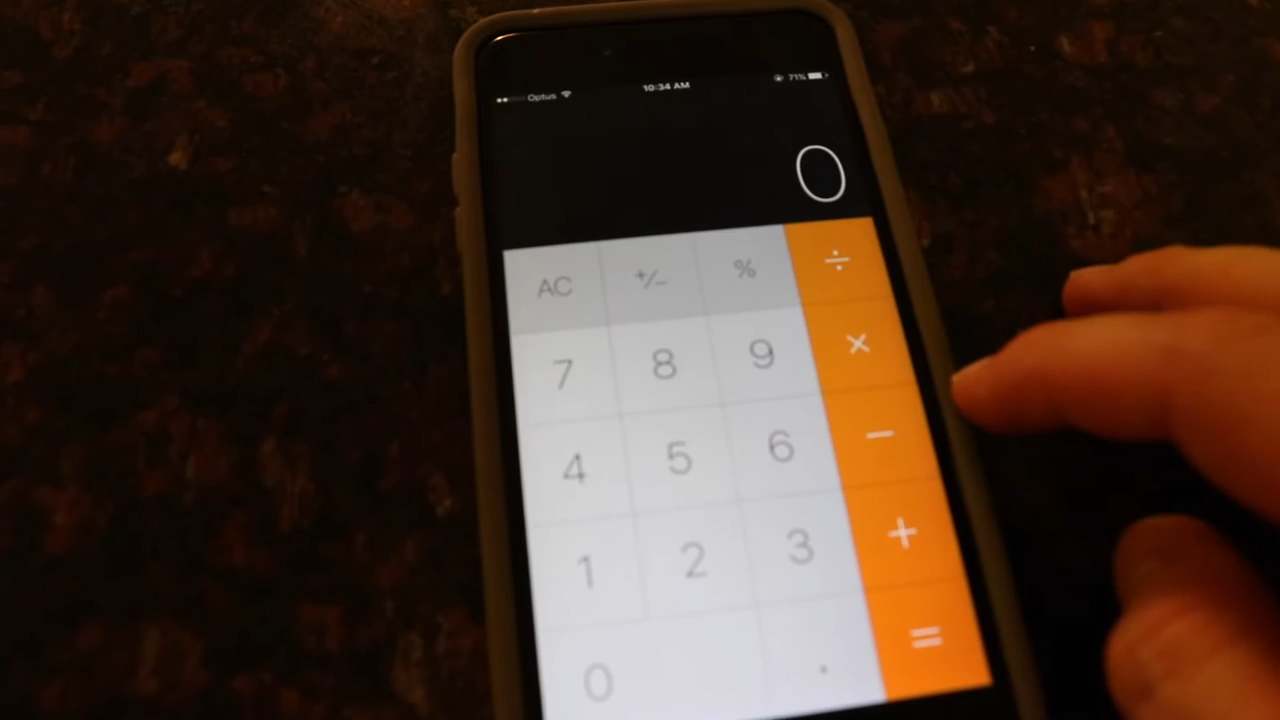 Optus 10:34 AM 71%
0
AC +/- % ÷
7 8 9 ×
4 5 6 −
1 2 3 +
0 . =